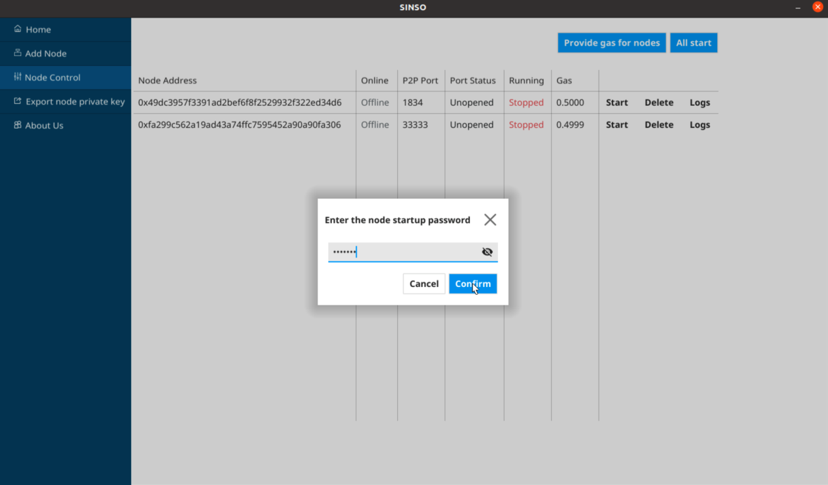 SINSO
Home
Add Node
Node Control
Export node private key
About Us
Provide gas for nodes All start
Node Address Online P2P Port Port Status Running Gas
0x49dc3957f3391ad2bef6f8f2529932f322ed34d6 Offline 1834 Unopened Stopped 0.5000 Start Delete Logs
0xfa299c562a19ad43a74ffc7595452a90a90fa306 Offline 33333 Unopened Stopped 0.4999 Start Delete Logs
Enter the node startup password
•••••••
Cancel Confirm